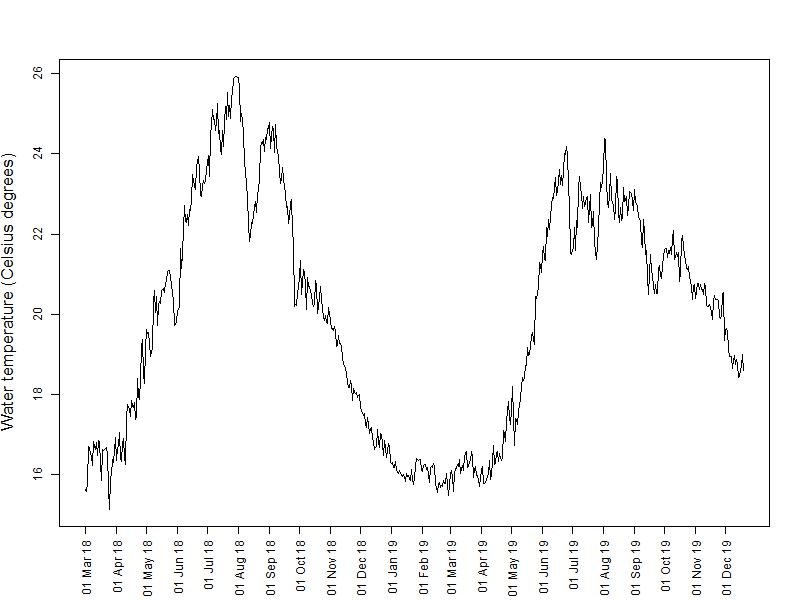 Water temperature (Celsius degrees)
26
24
22
20
18
16
01 Mar 18
01 Apr 18
01 May 18
01 Jun 18
01 Jul 18
01 Aug 18
01 Sep 18
01 Oct 18
01 Nov 18
01 Dec 18
01 Jan 19
01 Feb 19
01 Mar 19
01 Apr 19
01 May 19
01 Jun 19
01 Jul 19
01 Aug 19
01 Sep 19
01 Oct 19
01 Nov 19
01 Dec 19